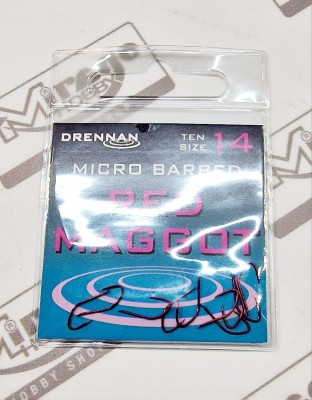 DRENNAN
TEN
SIZE 14
MICRO BARBED
RED
MAGGOT